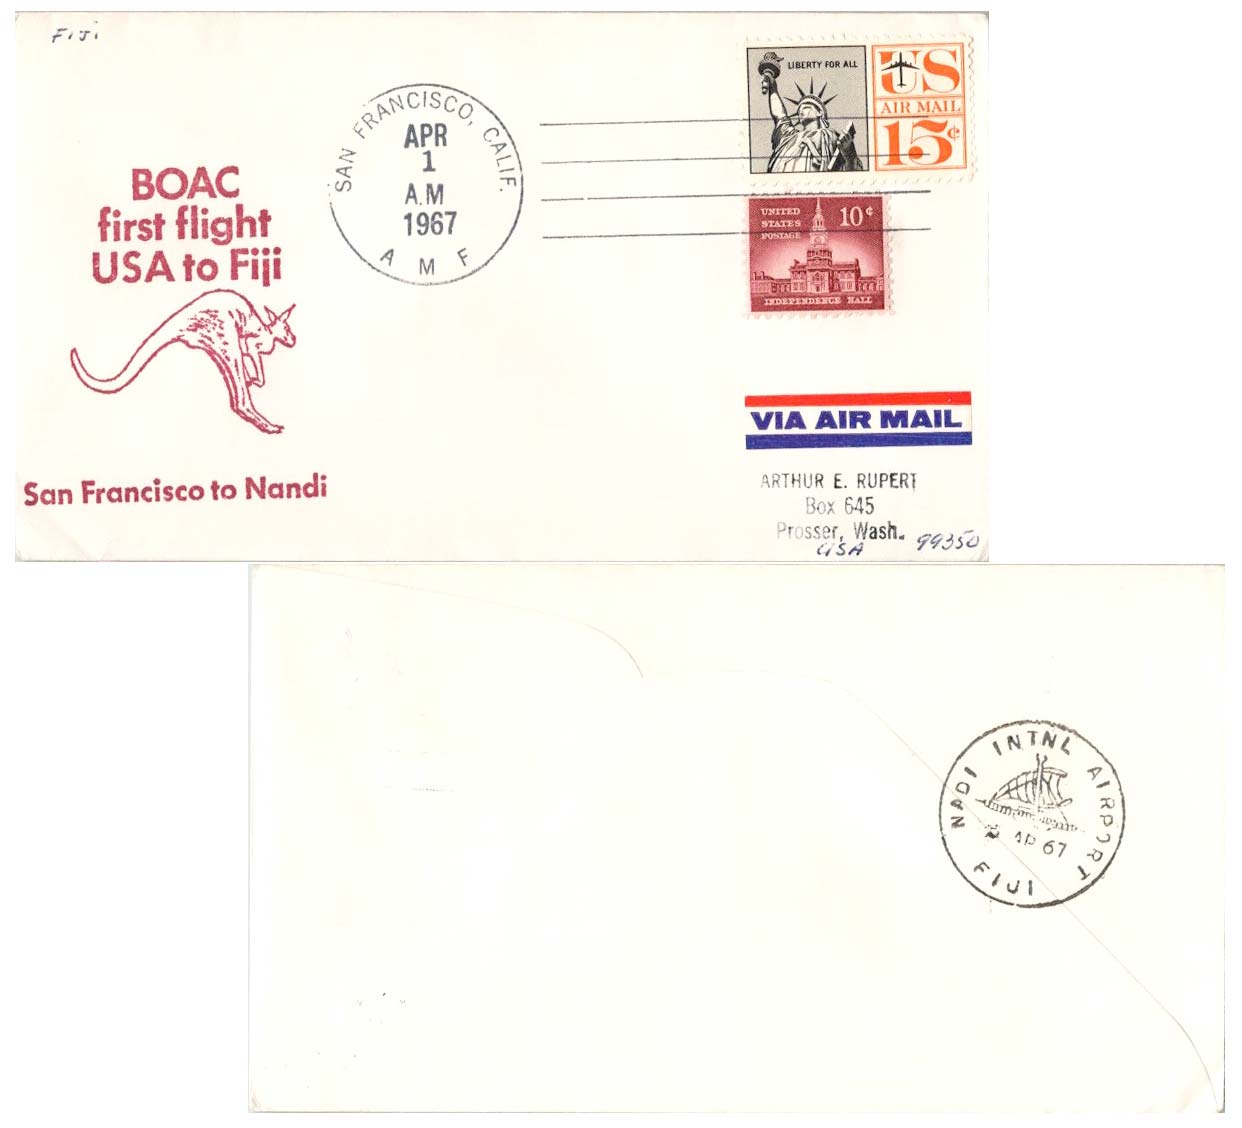 FIJI
BOAC
first flight
USA to Fiji
San Francisco to Nandi
SAN FRANCISCO, CALIF.
APR
1
A.M
1967
AMF
LIBERTY FOR ALL
US
AIR MAIL
15¢
UNITED
STATES
POSTAGE
10¢
INDEPENDENCE HALL
VIA AIR MAIL
ARTHUR E. RUPERT
Box 645
Prosser, Wash. 99350
USA
NADI INTNL AIRPORT
2 AP 67
FIJI